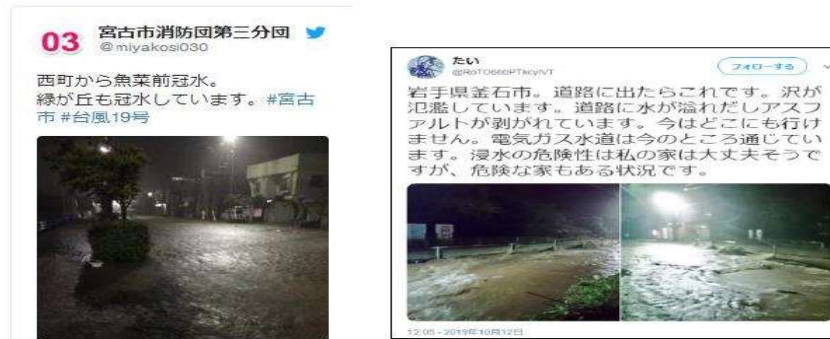 03
宮古市消防団第三分団
@miyakosi030
西町から魚菜前冠水。
緑が丘も冠水しています。#宮古
市 #台風19号
たい
フォローする
岩手県釜石市。道路に出たらこれです。沢が
氾濫しています。道路に水が溢れだしアスフ
ァルトが剥がれています。今はどこにも行け
ません。電気ガス水道は今のところ通じてい
ます。浸水の危険性は私の家は大丈夫そうで
すが、危険な家もある状況です。
12:05 - 2019年10月12日